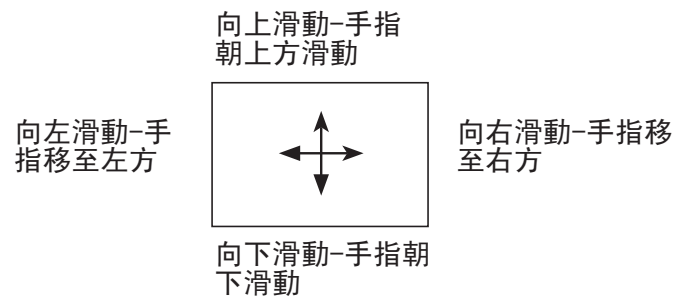 向上滑動-手指
朝上方滑動
向左滑動-手
指移至左方
向右滑動-手指移
至右方
向下滑動-手指朝
下滑動